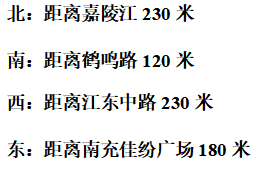 北：距离嘉陵江 230 米
南：距离鹤鸣路 120 米
西：距离江东中路 230 米
东：距离南充佳纷广场 180 米